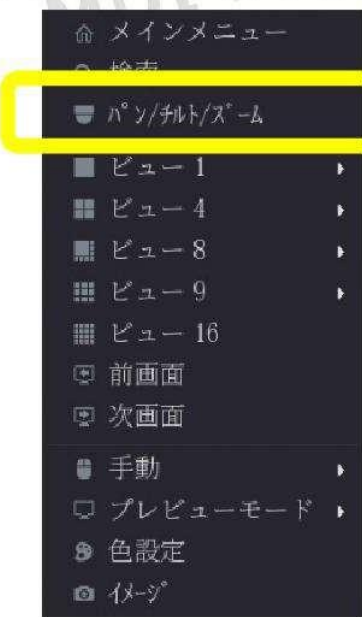 メインメニュー
検索
パン/チルト/ズーム
ビュー 1
ビュー 4
ビュー 8
ビュー 9
ビュー 16
前画面
次画面
手動
プレビューモード
色設定
イメージ